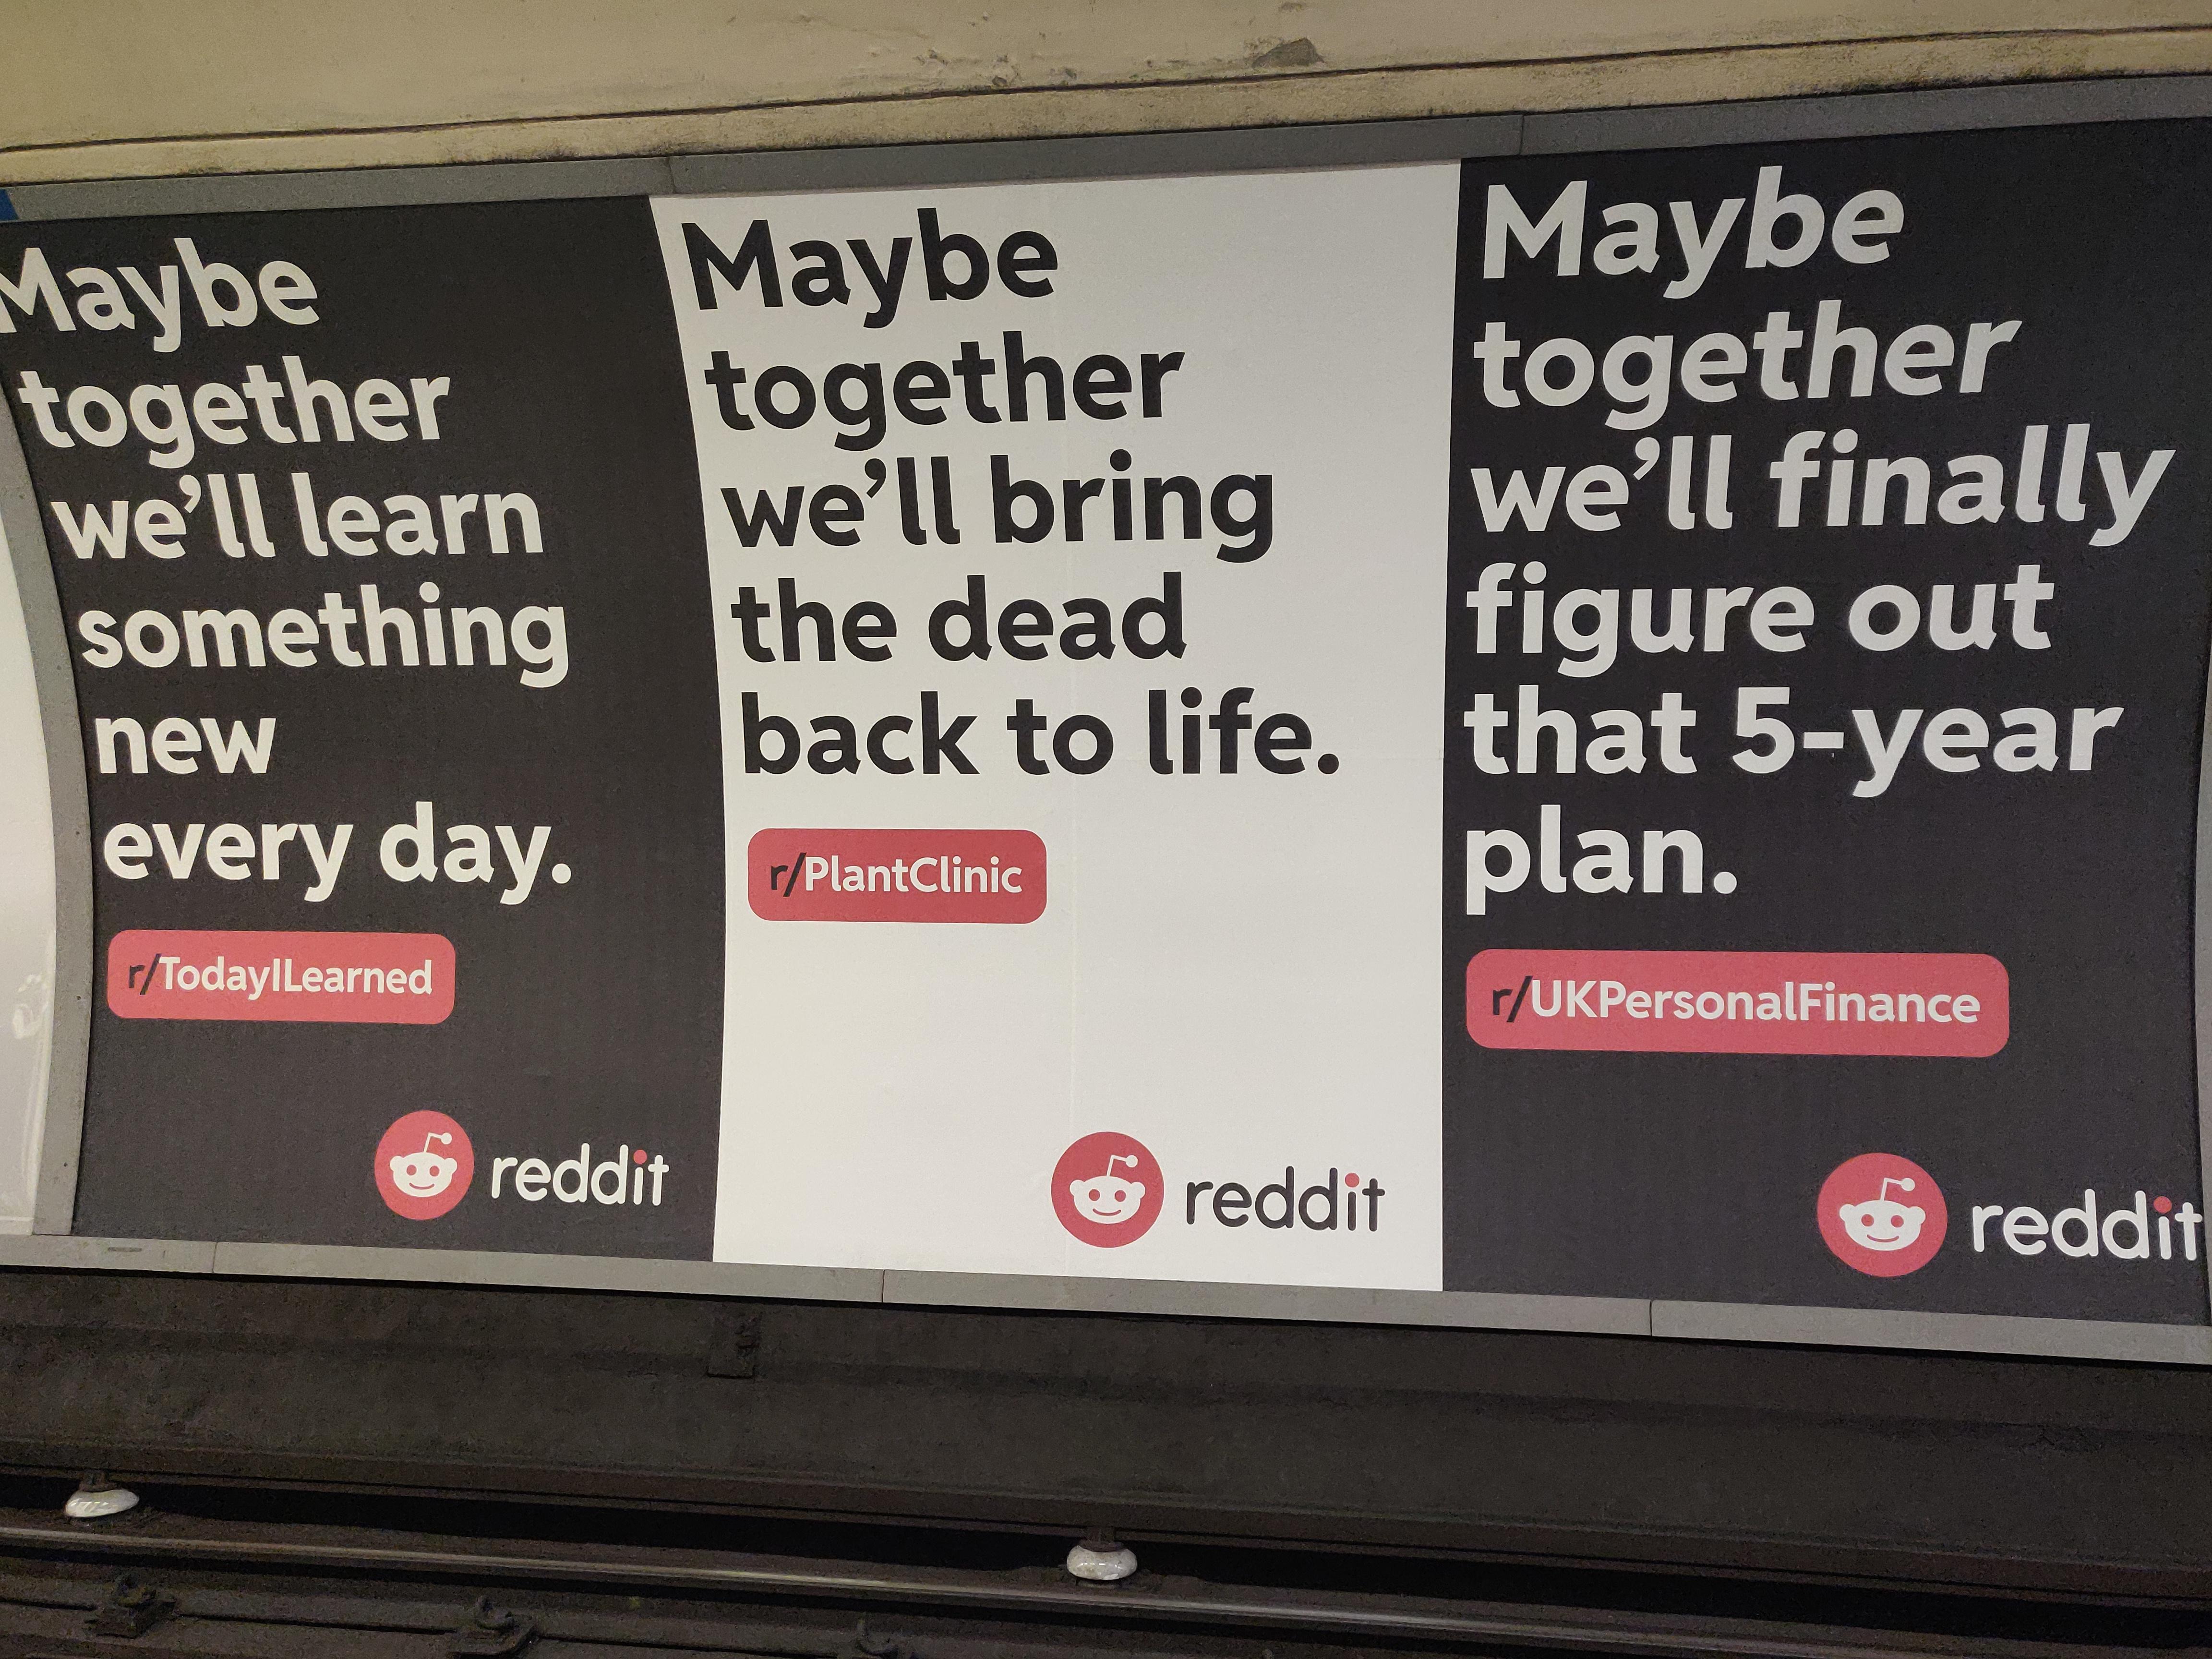 Maybe
together
we'll learn
something
new
every day.
r/TodayILearned
reddit
Maybe
together
we'll bring
the dead
back to life.
r/PlantClinic
reddit
Maybe
together
we'll finally
figure out
that 5-year
plan.
r/UKPersonalFinance
reddit